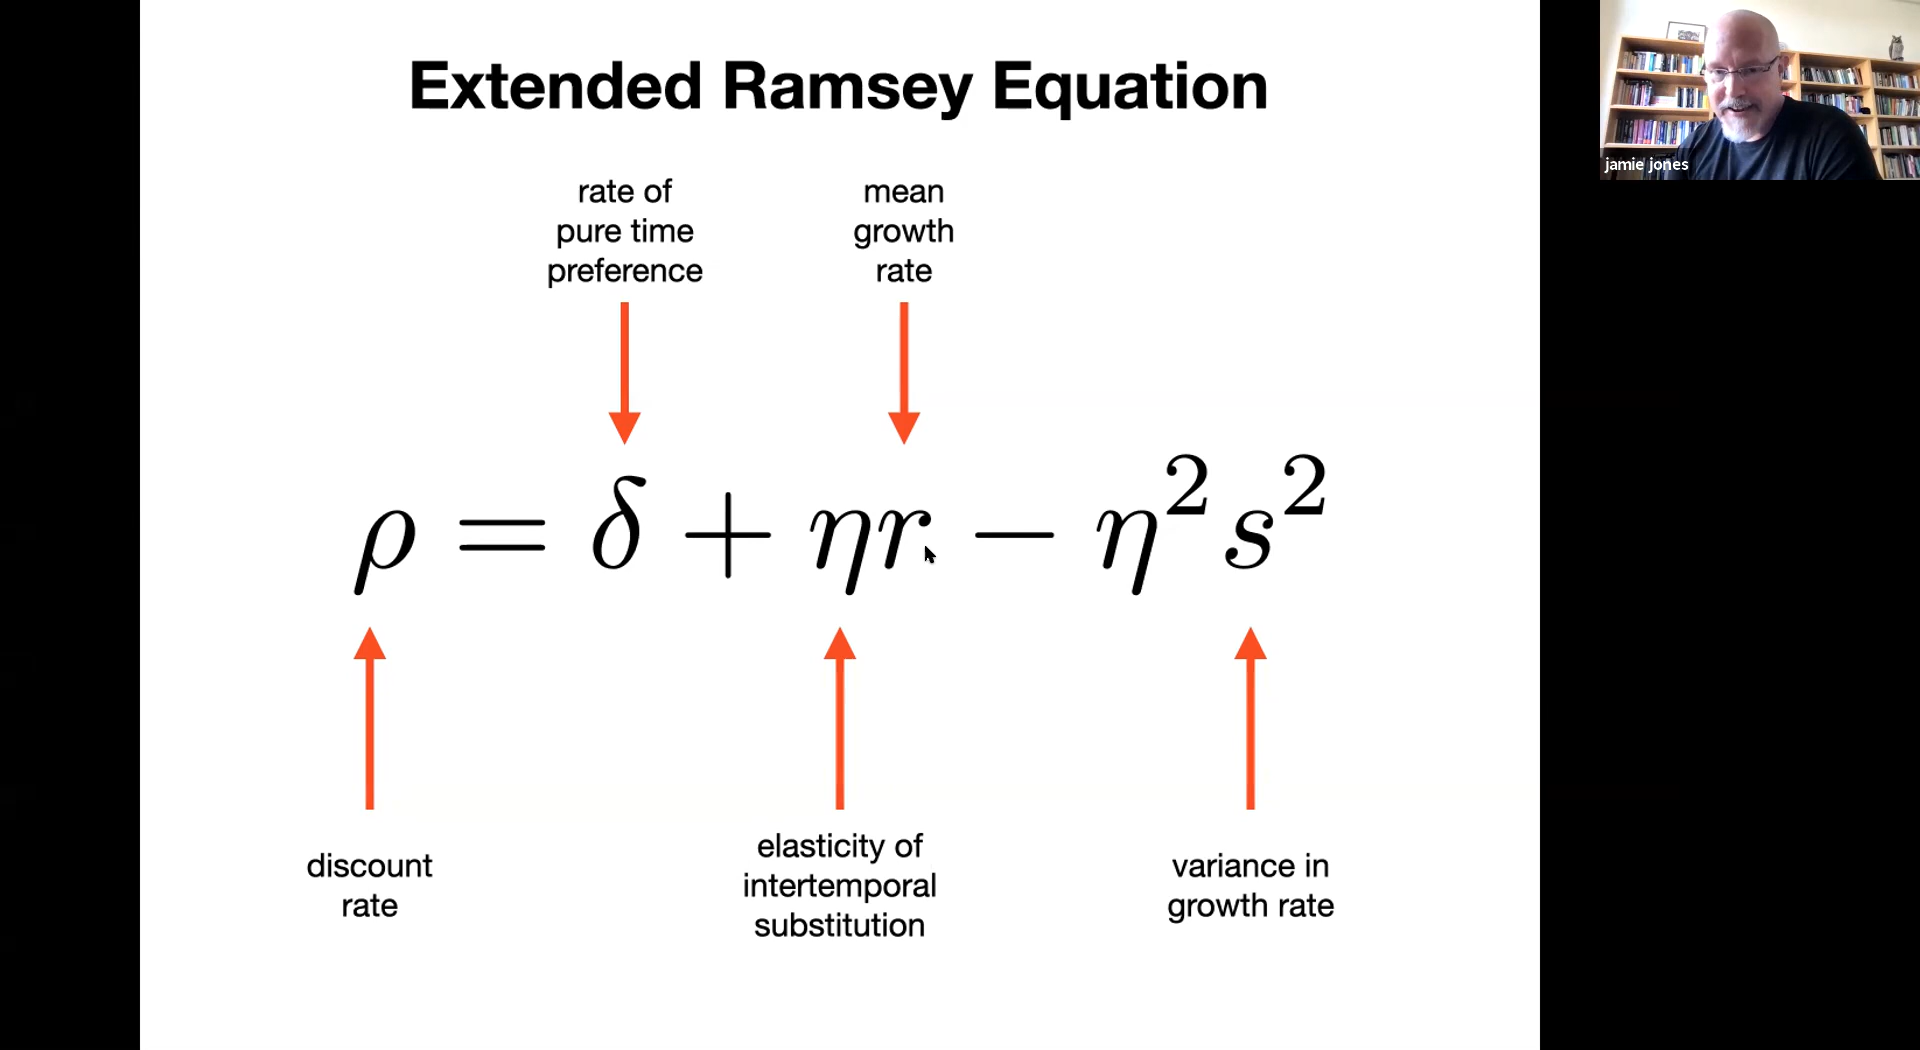 Extended Ramsey Equation
rate of
pure time
preference
mean
growth
rate
ρ = δ + ηr − η²s²
discount
rate
elasticity of
intertemporal
substitution
variance in
growth rate
jamie jones